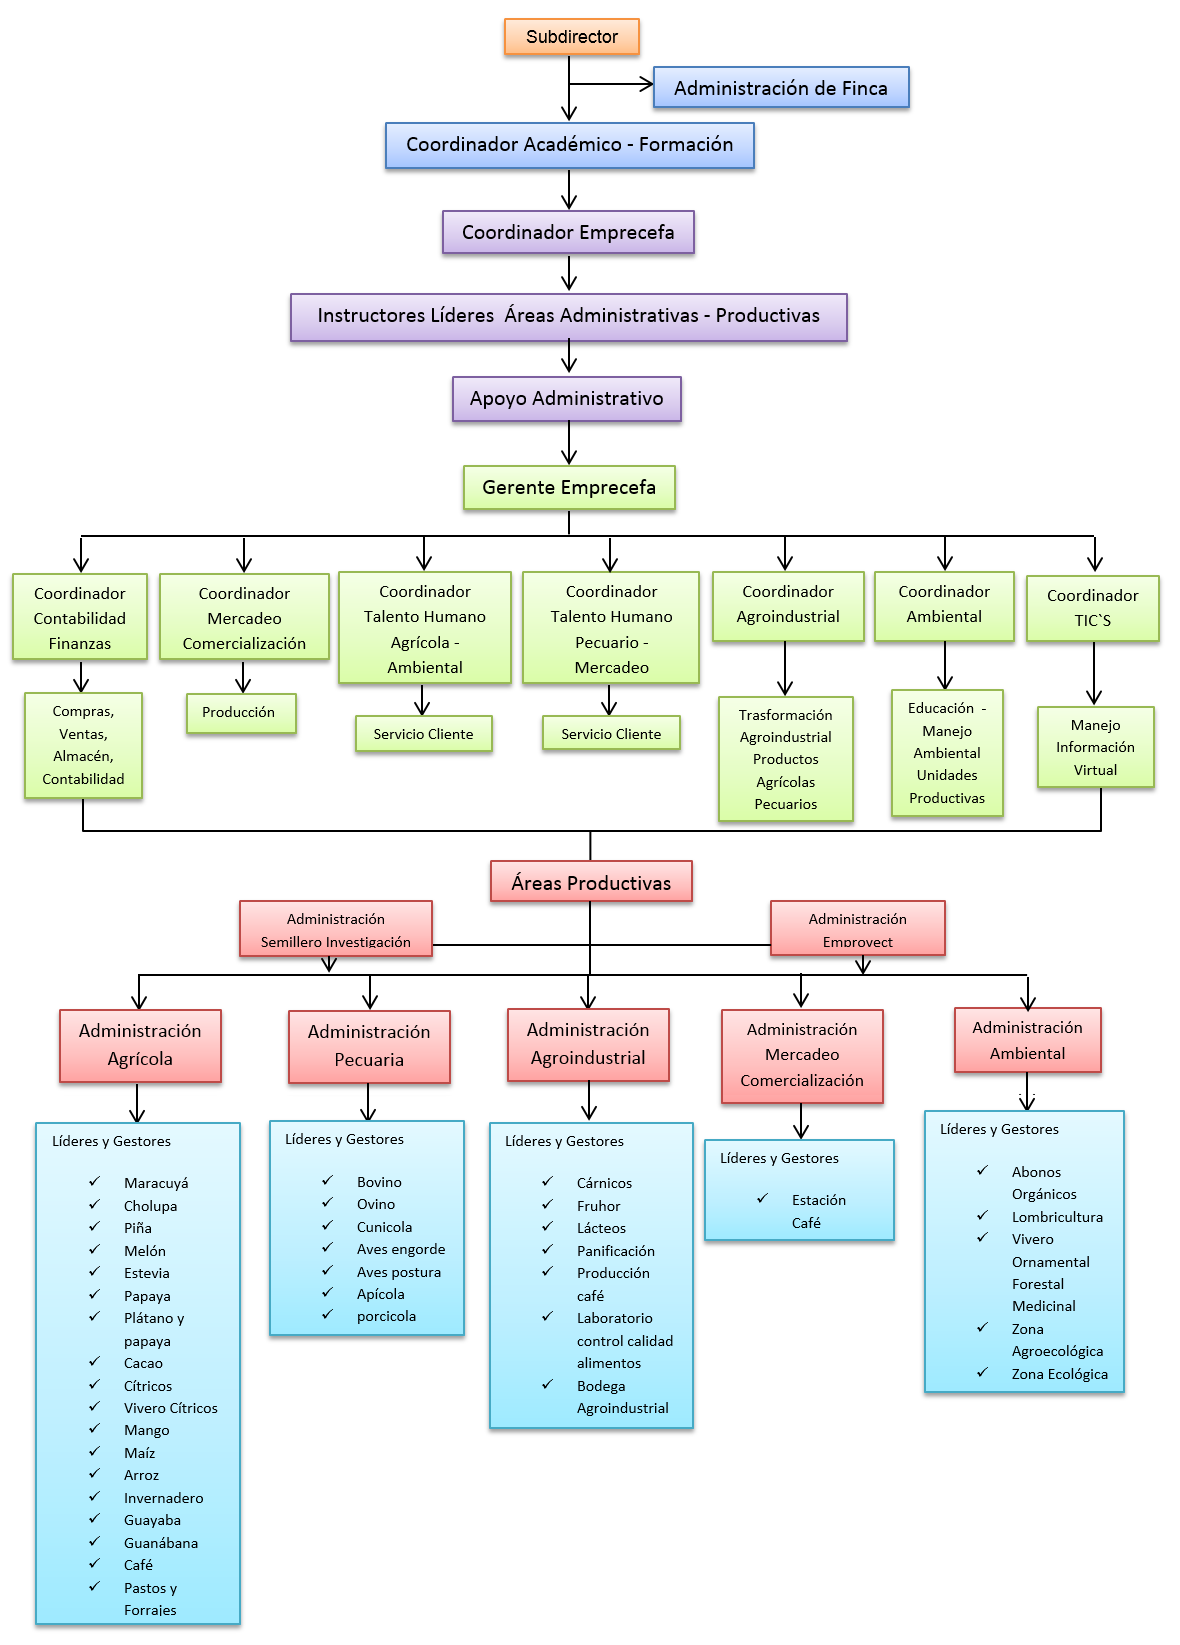 Subdirector
Administración de Finca
Coordinador Académico - Formación
Coordinador Emprecefa
Instructores Líderes  Áreas Administrativas - Productivas
Apoyo Administrativo
Gerente Emprecefa
Coordinador
Contabilidad
Finanzas
Coordinador
Mercadeo
Comercialización
Coordinador
Talento Humano
Agrícola -
Ambiental
Coordinador
Talento Humano
Pecuario -
Mercadeo
Coordinador
Agroindustrial
Coordinador
Ambiental
Coordinador
TIC`S
Compras,
Ventas,
Almacén,
Contabilidad
Producción
Servicio Cliente
Servicio Cliente
Trasformación
Agroindustrial
Productos
Agrícolas
Pecuarios
Educación -
Manejo
Ambiental
Unidades
Productivas
Manejo
Información
Virtual
Áreas Productivas
Administración
Semillero Investigación
Administración
Emprovect
Administración
Agrícola
Administración
Pecuaria
Administración
Agroindustrial
Administración
Mercadeo
Comercialización
Administración
Ambiental
Líderes y Gestores
✓ Maracuyá
✓ Cholupa
✓ Piña
✓ Melón
✓ Estevia
✓ Papaya
✓ Plátano y
papaya
✓ Cacao
✓ Cítricos
✓ Vivero Cítricos
✓ Mango
✓ Maíz
✓ Arroz
✓ Invernadero
✓ Guayaba
✓ Guanábana
✓ Café
✓ Pastos y
Forrajes
Líderes y Gestores
✓ Bovino
✓ Ovino
✓ Cunicola
✓ Aves engorde
✓ Aves postura
✓ Apícola
✓ porcicola
Líderes y Gestores
✓ Cárnicos
✓ Fruhor
✓ Lácteos
✓ Panificación
✓ Producción
café
✓ Laboratorio
control calidad
alimentos
✓ Bodega
Agroindustrial
Líderes y Gestores
✓ Estación
Café
Líderes y Gestores
✓ Abonos
Orgánicos
✓ Lombricultura
✓ Vivero
Ornamental
Forestal
Medicinal
✓ Zona
Agroecológica
✓ Zona Ecológica